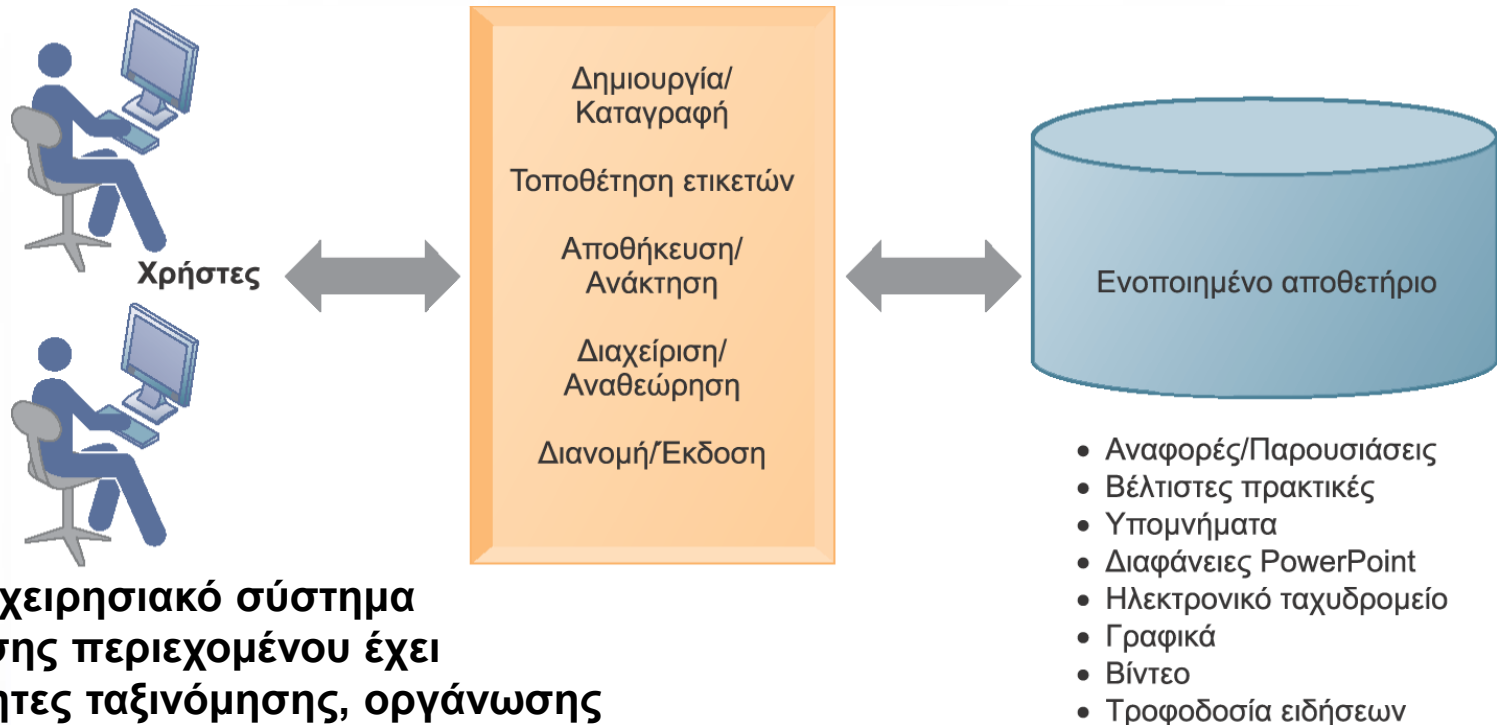 Δημιουργία/
Καταγραφή
Τοποθέτηση ετικετών
Αποθήκευση/
Ανάκτηση
Διαχείριση/
Αναθεώρηση
Διανομή/Έκδοση
Χρήστες
Ενοποιημένο αποθετήριο
• Αναφορές/Παρουσιάσεις
• Βέλτιστες πρακτικές
• Υπομνήματα
• Διαφάνειες PowerPoint
• Ηλεκτρονικό ταχυδρομείο
• Γραφικά
• Βίντεο
• Τροφοδοσία ειδήσεων
χειρησιακό σύστημα
σης περιεχομένου έχει
ητες ταξινόμησης, οργάνωσης